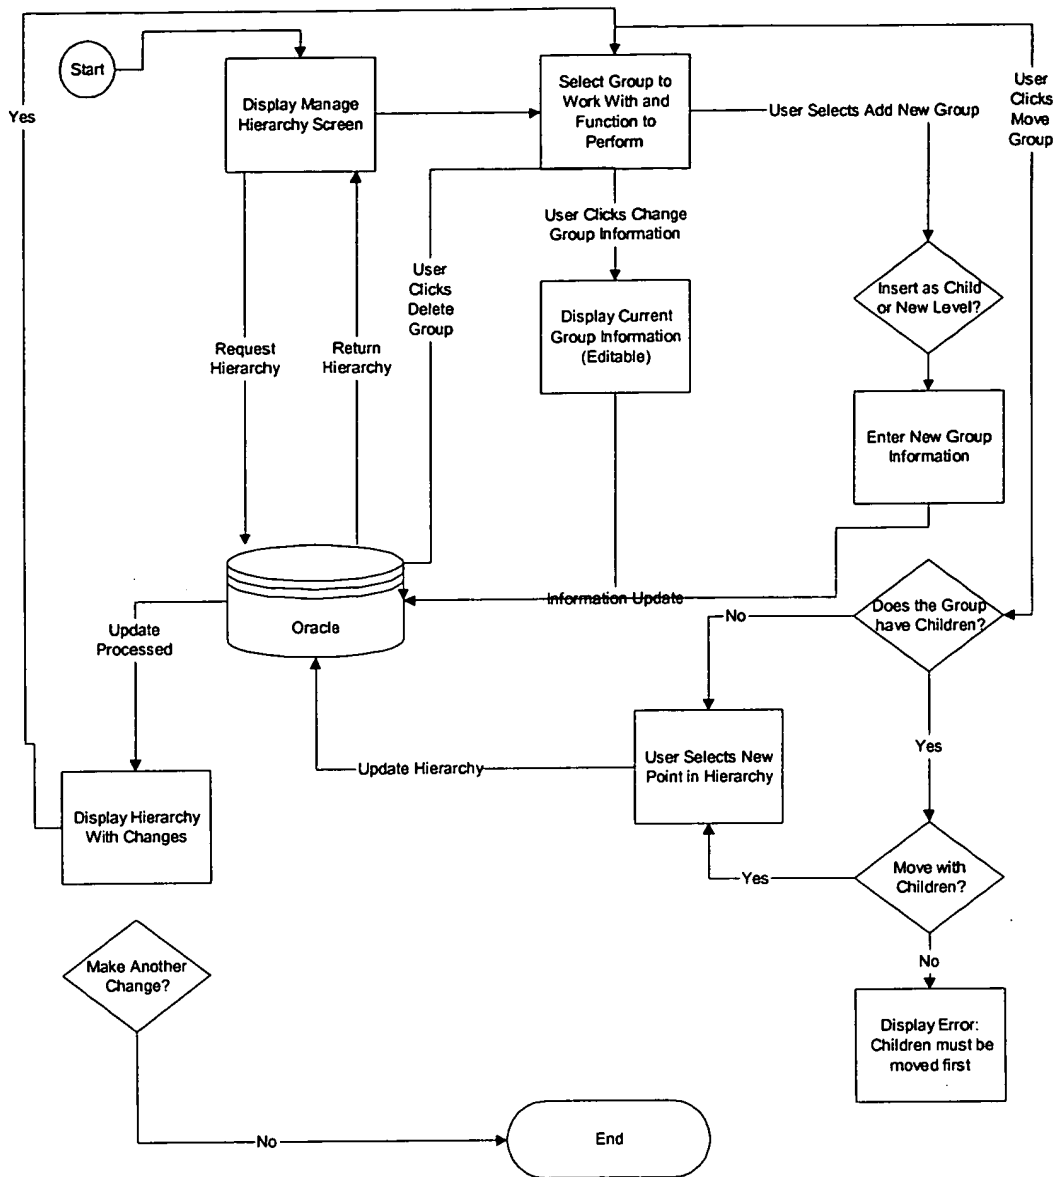 Start
Display Manage
Hierarchy Screen
Select Group to
Work With and
Function to
Perform
User Selects Add New Group
User
Clicks
Move
Group
Yes
User Clicks Change
Group Information
User
Clicks
Delete
Group
Insert as Child
or New Level?
Display Current
Group Information
(Editable)
Request
Hierarchy
Return
Hierarchy
Enter New Group
Information
Information Update
Oracle
Does the Group
have Children?
No
Update
Processed
Yes
User Selects New
Point in Hierarchy
Update Hierarchy
Display Hierarchy
With Changes
Move with
Children?
Yes
No
Make Another
Change?
Display Error:
Children must be
moved first
No
End